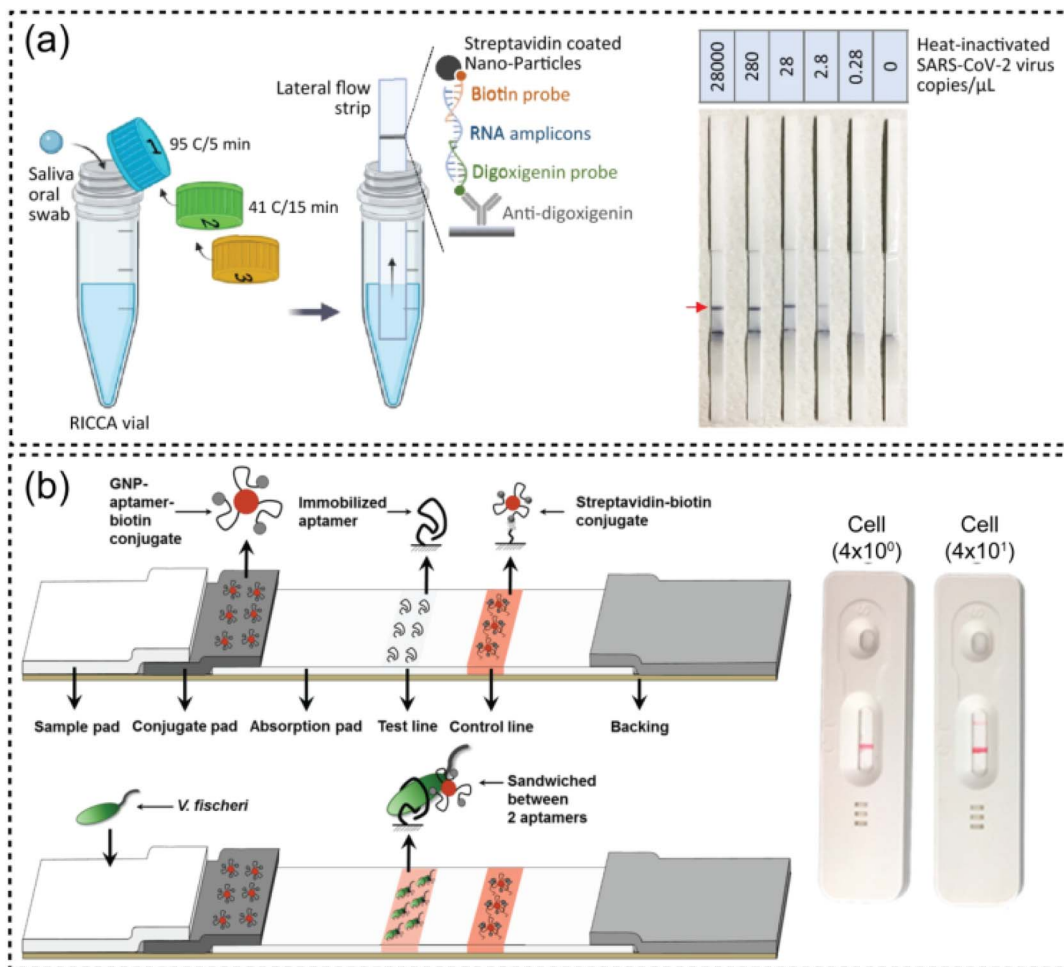 (a)
Saliva
oral
swab
1
95 C/5 min
2
41 C/15 min
3
RICCA vial
Lateral flow
strip
Streptavidin coated
Nano-Particles
Biotin probe
RNA amplicons
Digoxigenin probe
Anti-digoxigenin
28000
280
28
2.8
0.28
0
Heat-inactivated
SARS-CoV-2 virus
copies/µL
(b)
GNP-
aptamer-
biotin
conjugate
Immobilized
aptamer
Streptavidin-biotin
conjugate
Sample pad
Conjugate pad
Absorption pad
Test line
Control line
Backing
V. fischeri
Sandwiched
between
2 aptamers
Cell
(4x10⁰)
Cell
(4x10¹)